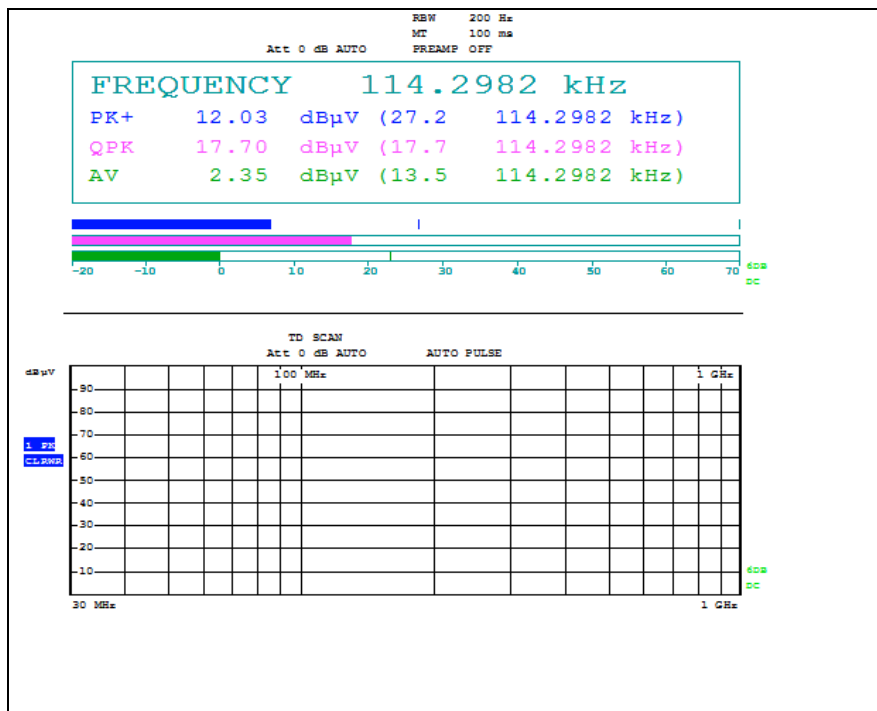 RBW 200 Hz
MT 100 ms
Att 0 dB AUTO PREAMP OFF
FREQUENCY 114.2982 kHz
PK+ 12.03 dBµV (27.2 114.2982 kHz)
QPK 17.70 dBµV (17.7 114.2982 kHz)
AV 2.35 dBµV (13.5 114.2982 kHz)
-20 -10 0 10 20 30 40 50 60 70
6DB
DC
TD SCAN
Att 0 dB AUTO AUTO PULSE
dBµV
100 MHz 1 GHz
90
80
70
1 PK
CLRWR
60
50
40
30
20
10
6DB
DC
30 MHz 1 GHz